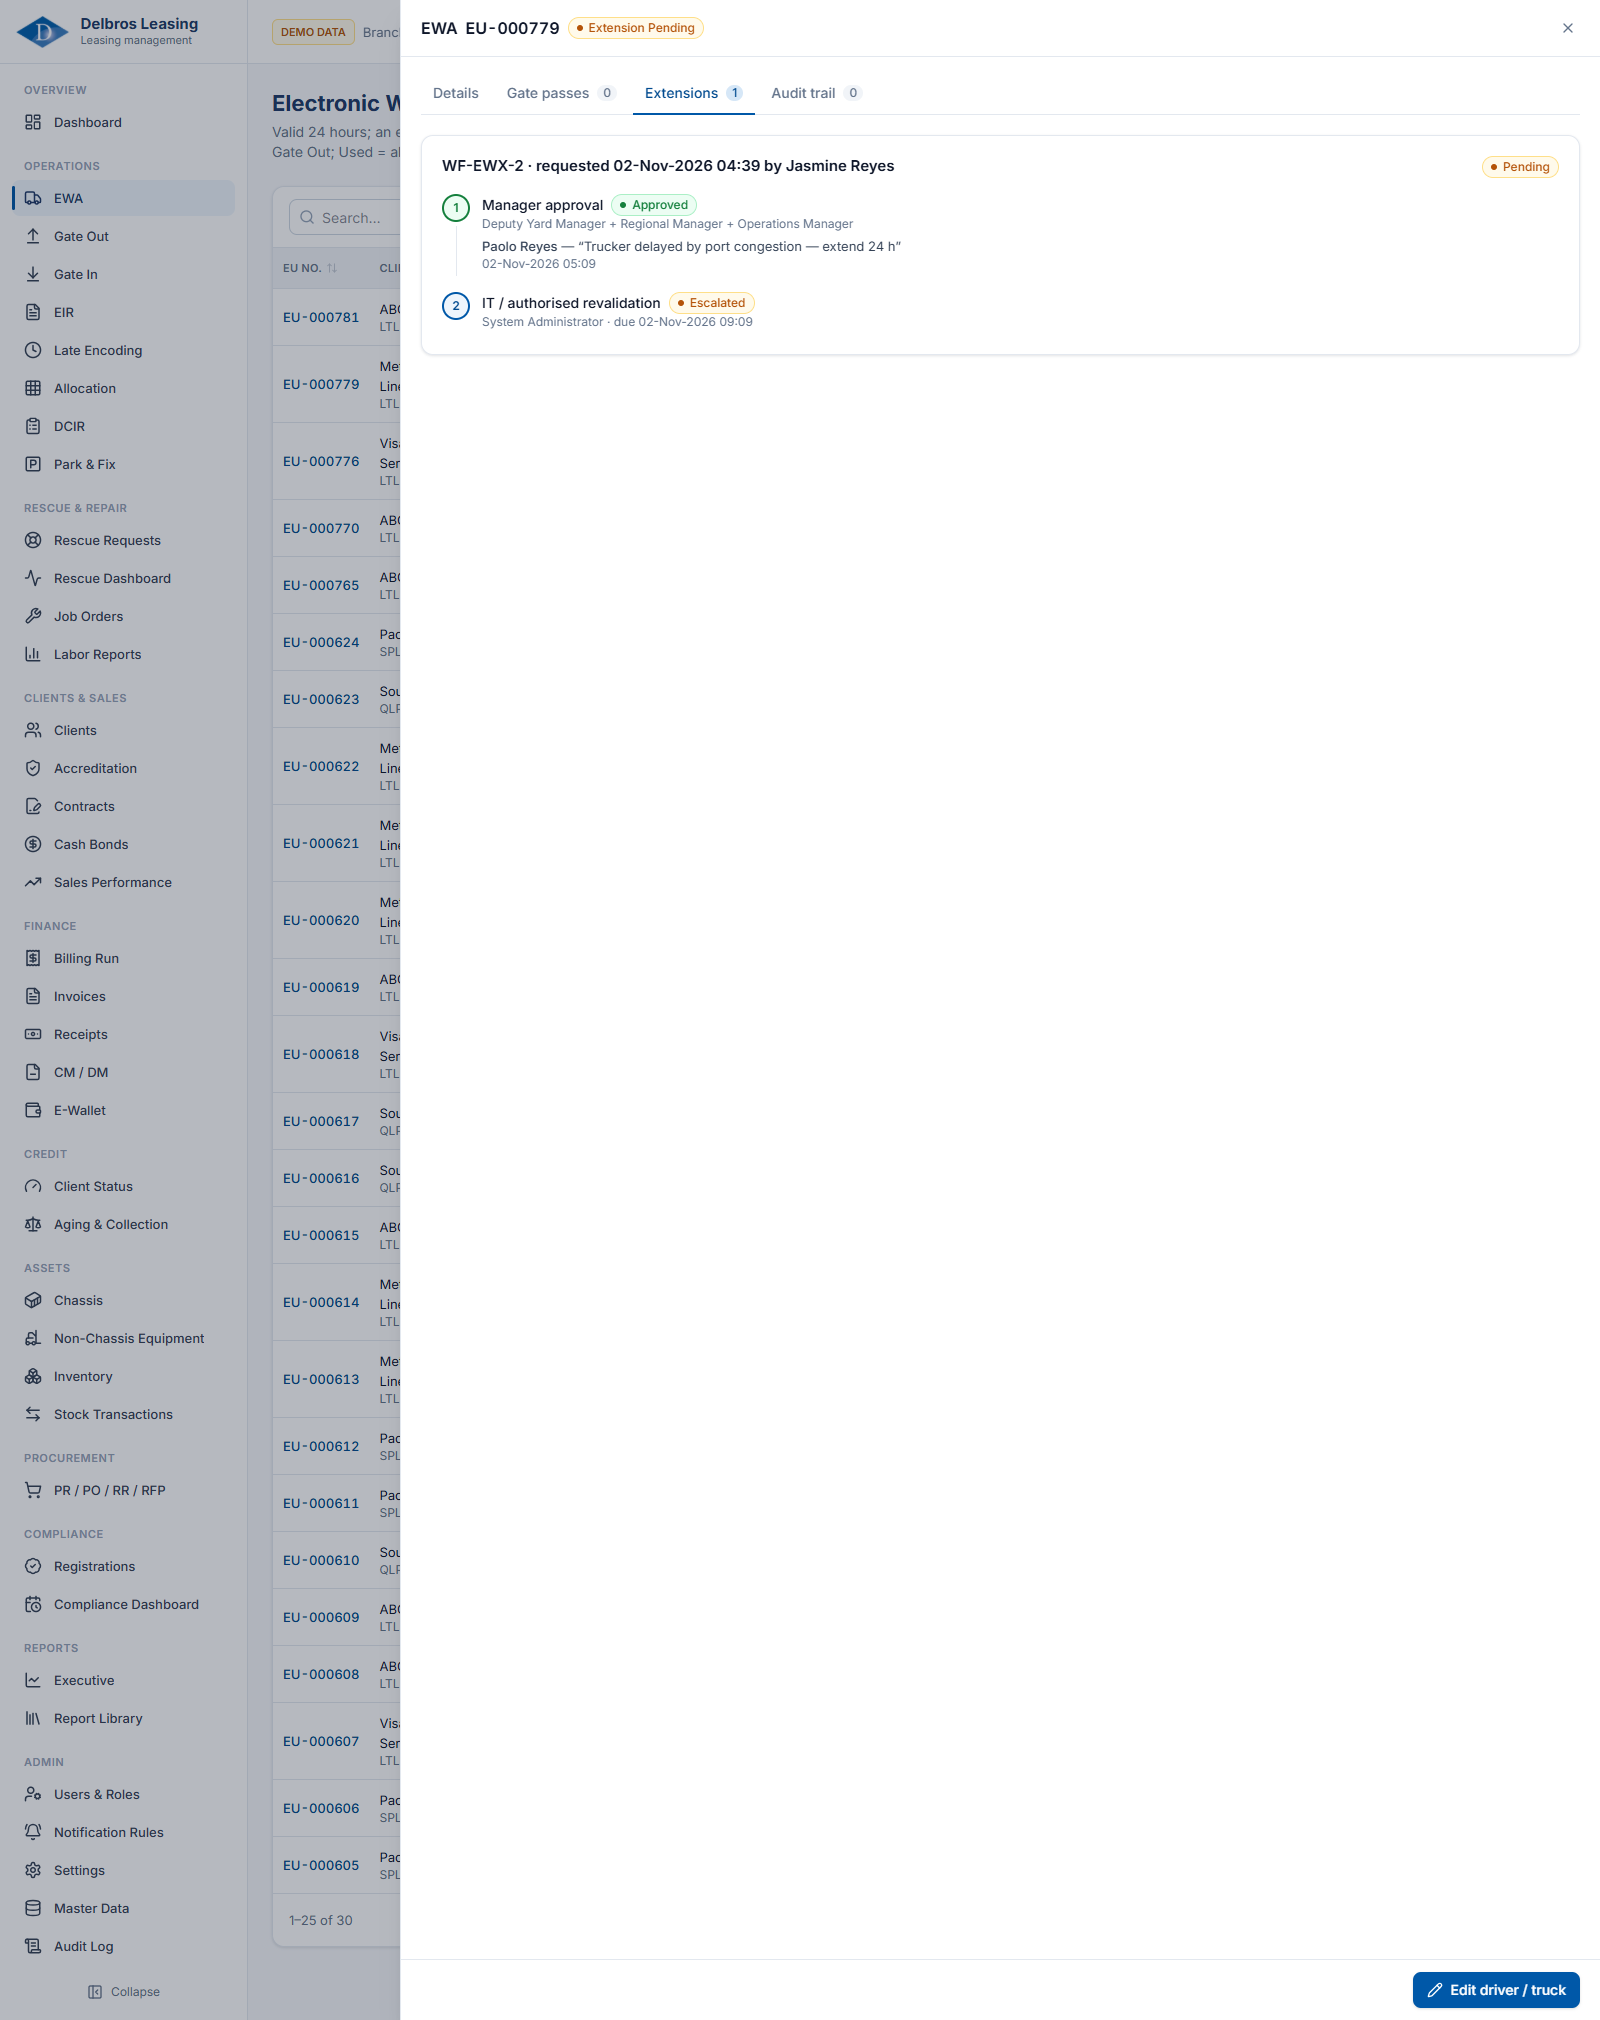 Delbros Leasing
Leasing management
OVERVIEW
Dashboard
OPERATIONS
EWA
Gate Out
Gate In
EIR
Late Encoding
Allocation
DCIR
Park & Fix
RESCUE & REPAIR
Rescue Requests
Rescue Dashboard
Job Orders
Labor Reports
CLIENTS & SALES
Clients
Accreditation
Contracts
Cash Bonds
Sales Performance
FINANCE
Billing Run
Invoices
Receipts
CM / DM
E-Wallet
CREDIT
Client Status
Aging & Collection
ASSETS
Chassis
Non-Chassis Equipment
Inventory
Stock Transactions
PROCUREMENT
PR / PO / RR / RFP
COMPLIANCE
Registrations
Compliance Dashboard
REPORTS
Executive
Report Library
ADMIN
Users & Roles
Notification Rules
Settings
Master Data
Audit Log
Collapse
DEMO DATA
Electronic
Valid 24 hours; an
Gate Out; Used =
Search...
EU NO.
EU-000781
EU-000779
EU-000776
EU-000770
EU-000765
EU-000624
EU-000623
EU-000622
EU-000621
EU-000620
EU-000619
EU-000618
EU-000617
EU-000616
EU-000615
EU-000614
EU-000613
EU-000612
EU-000611
EU-000610
EU-000609
EU-000608
EU-000607
EU-000606
EU-000605
1–25 of 30
EWA EU-000779 Extension Pending
Details Gate passes 0 Extensions 1 Audit trail 0
WF-EWX-2 · requested 02-Nov-2026 04:39 by Jasmine Reyes
Pending
1 Manager approval Approved
Deputy Yard Manager + Regional Manager + Operations Manager
Paolo Reyes — “Trucker delayed by port congestion — extend 24 h”
02-Nov-2026 05:09
2 IT / authorised revalidation Escalated
System Administrator · due 02-Nov-2026 09:09
Edit driver / truck